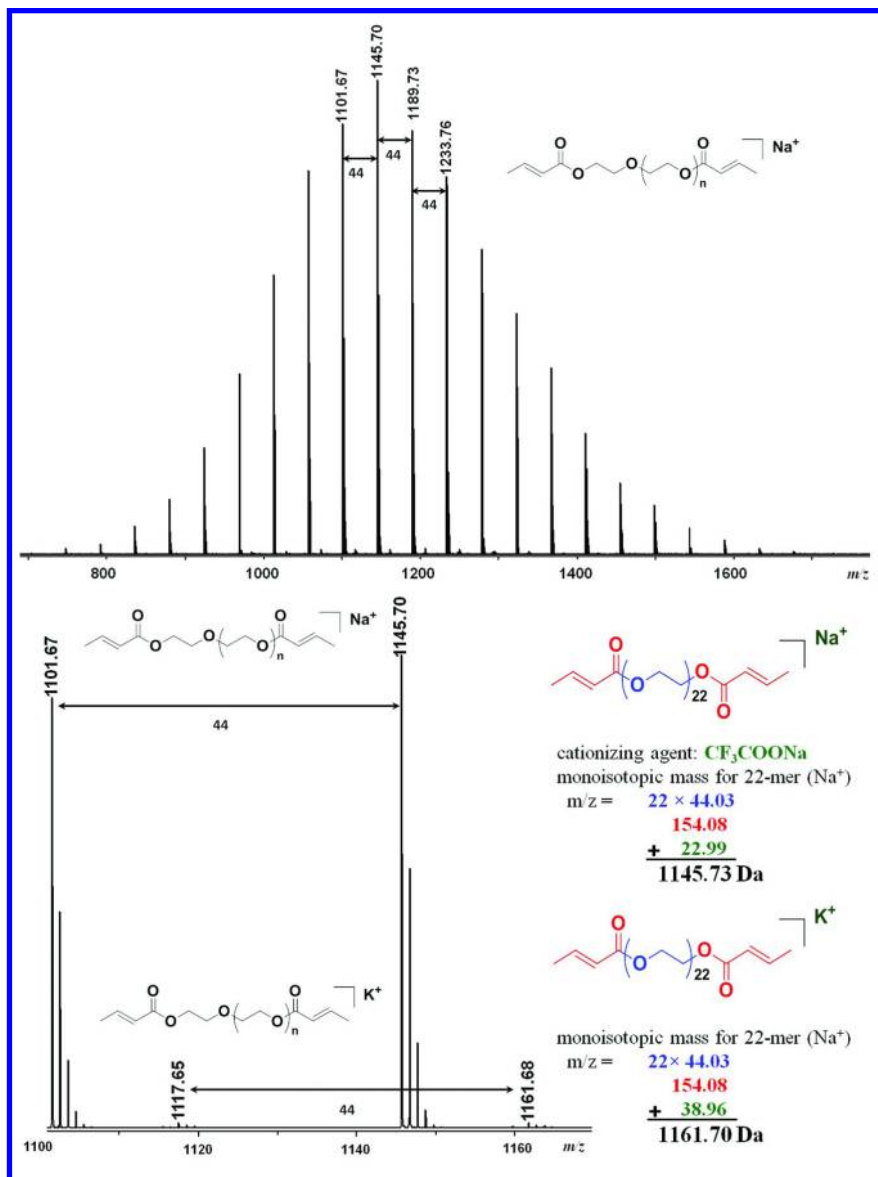 1101.67
1145.70
1189.73
1233.76
44
44
44
O
O
O
O
O
n
Na+
800
1000
1200
1400
1600
m/z
1101.67
1145.70
O
O
O
O
O
n
Na+
44
O
O
O
O
O
n
K+
1117.65
1161.68
44
1100
1120
1140
1160
m/z
O
O
O
O
22
Na+
cationizing agent: CF₃COONa
monoisotopic mass for 22-mer (Na+)
m/z = 22 × 44.03
154.08
+ 22.99
1145.73 Da
O
O
O
O
22
K+
monoisotopic mass for 22-mer (Na+)
m/z = 22× 44.03
154.08
+ 38.96
1161.70 Da